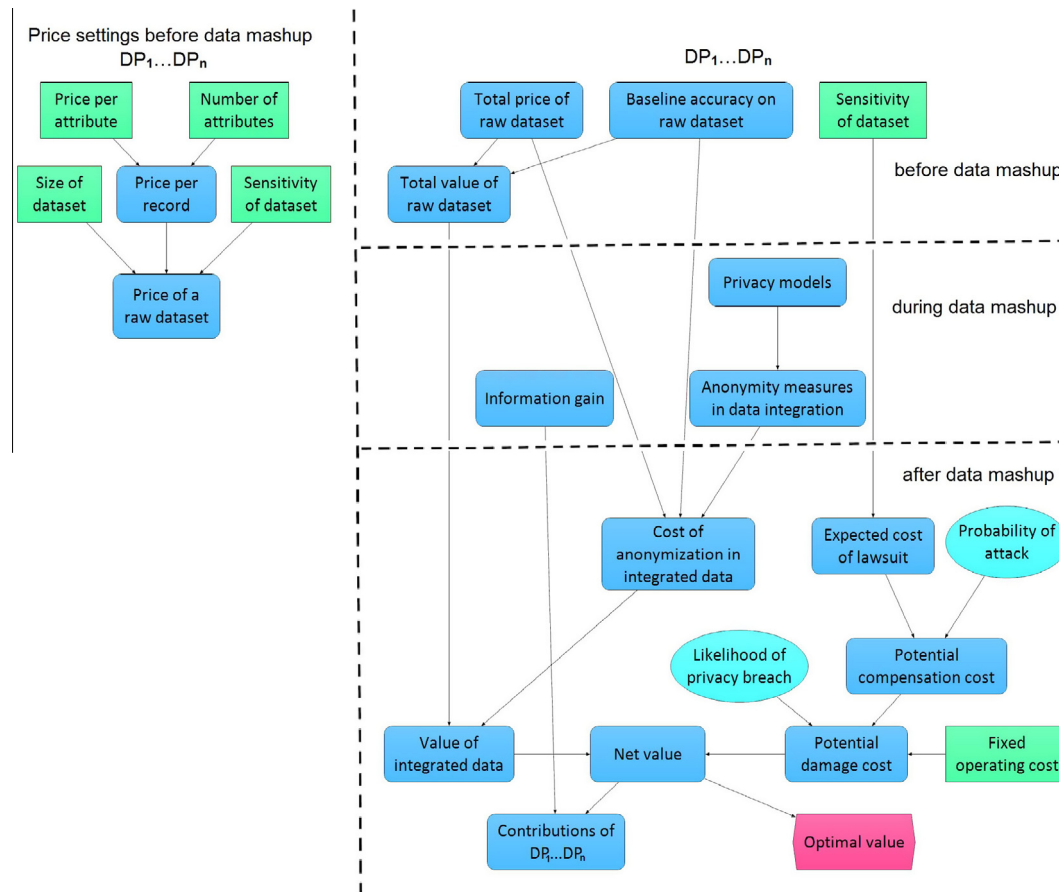 Price settings before data mashup
DP₁...DPₙ
Price per
attribute
Number of
attributes
Size of
dataset
Price per
record
Sensitivity
of dataset
Price of a
raw dataset
DP₁...DPₙ
Total price of
raw dataset
Baseline accuracy on
raw dataset
Sensitivity
of dataset
Total value of
raw dataset
before data mashup
Privacy models
during data mashup
Information gain
Anonymity measures
in data integration
after data mashup
Cost of
anonymization in
integrated data
Expected cost
of lawsuit
Probability of
attack
Likelihood of
privacy breach
Potential
compensation cost
Value of
integrated data
Net value
Potential
damage cost
Fixed
operating cost
Contributions of
DP₁...DPₙ
Optimal value